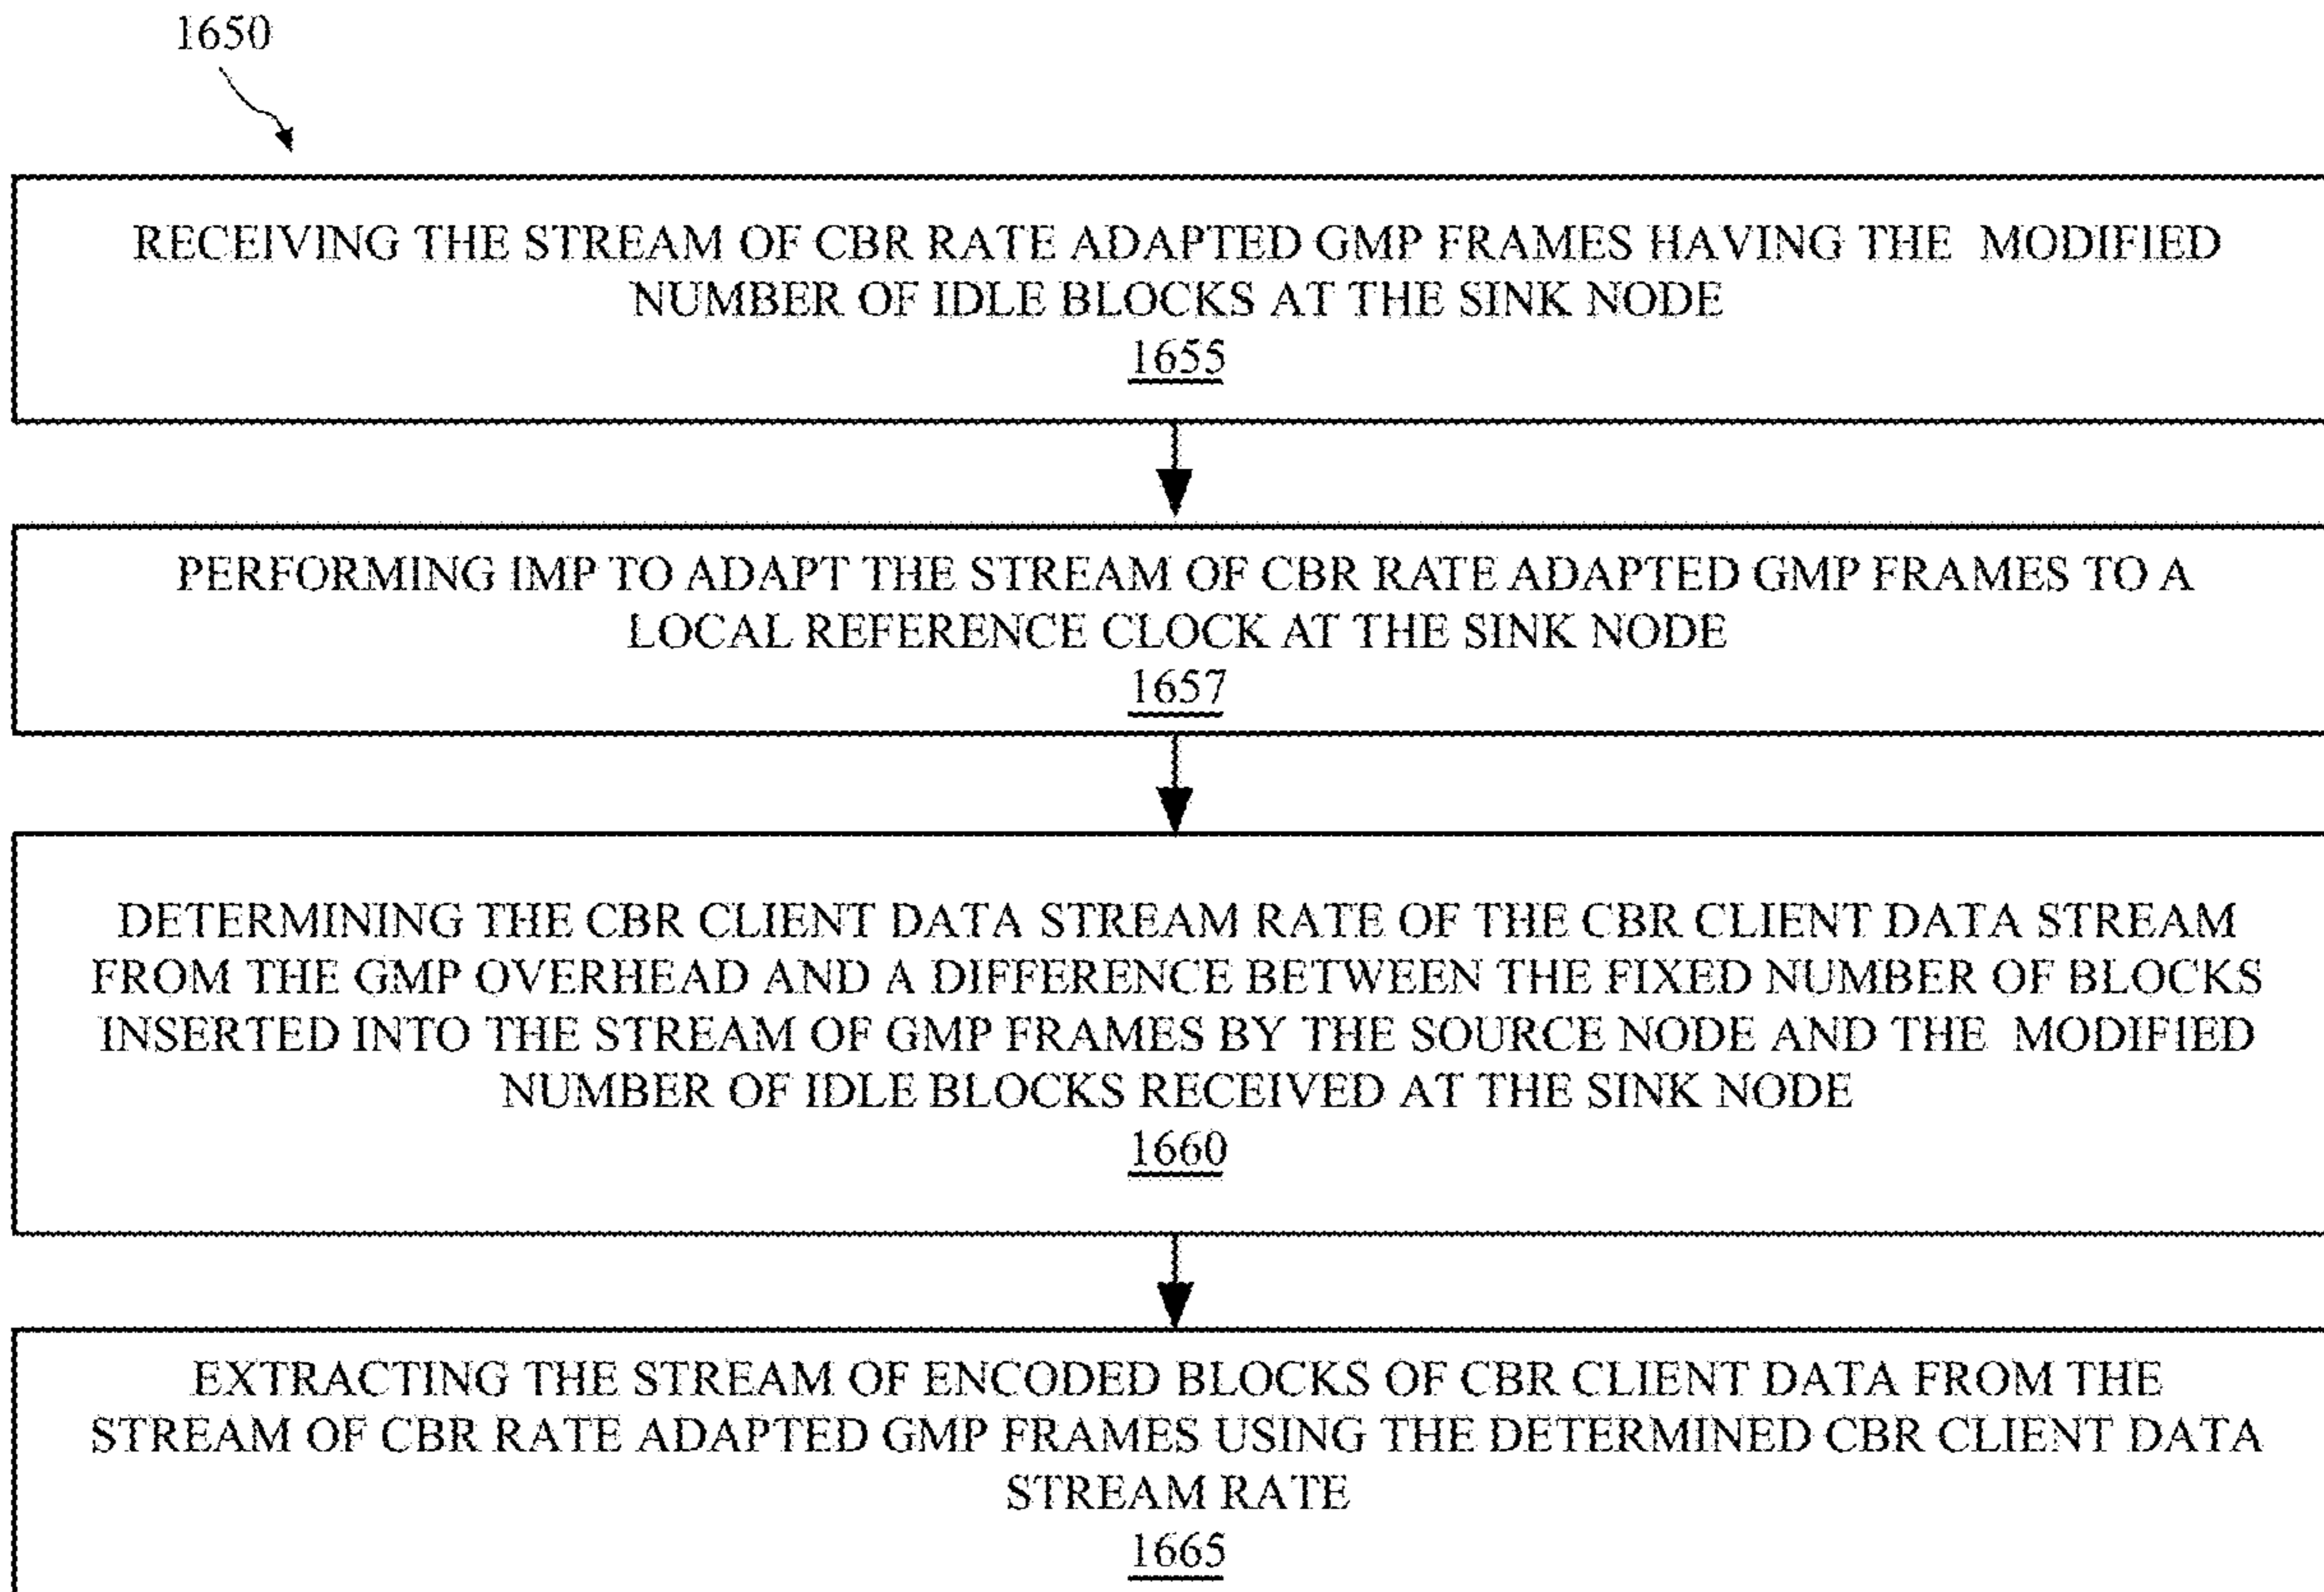 1650
RECEIVING THE STREAM OF CBR RATE ADAPTED GMP FRAMES HAVING THE MODIFIED
NUMBER OF IDLE BLOCKS AT THE SINK NODE
1655
PERFORMING IMP TO ADAPT THE STREAM OF CBR RATE ADAPTED GMP FRAMES TO A
LOCAL REFERENCE CLOCK AT THE SINK NODE
1657
DETERMINING THE CBR CLIENT DATA STREAM RATE OF THE CBR CLIENT DATA STREAM
FROM THE GMP OVERHEAD AND A DIFFERENCE BETWEEN THE FIXED NUMBER OF BLOCKS
INSERTED INTO THE STREAM OF GMP FRAMES BY THE SOURCE NODE AND THE MODIFIED
NUMBER OF IDLE BLOCKS RECEIVED AT THE SINK NODE
1660
EXTRACTING THE STREAM OF ENCODED BLOCKS OF CBR CLIENT DATA FROM THE
STREAM OF CBR RATE ADAPTED GMP FRAMES USING THE DETERMINED CBR CLIENT DATA
STREAM RATE
1665